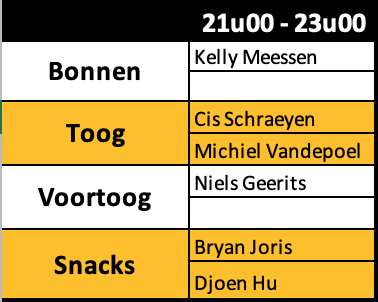 21u00 - 23u00
Bonnen
Kelly Meessen
Toog
Cis Schraeyen
Michiel Vandepoel
Voortoog
Niels Geerits
Snacks
Bryan Joris
Djoen Hu